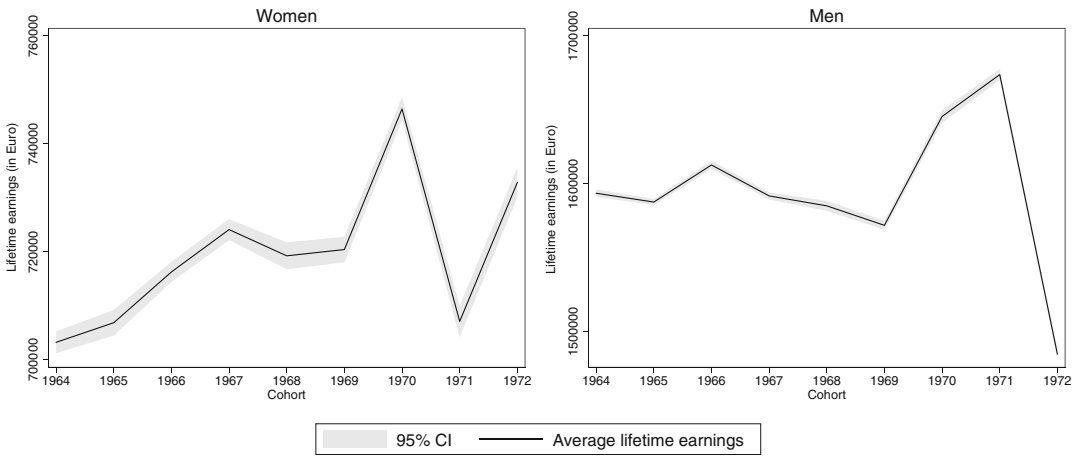 Women
Lifetime earnings (in Euro)
760000
740000
720000
700000
1964 1965 1966 1967 1968 1969 1970 1971 1972
Cohort
Men
Lifetime earnings (in Euro)
1700000
1600000
1500000
1964 1965 1966 1967 1968 1969 1970 1971 1972
Cohort
95% CI Average lifetime earnings